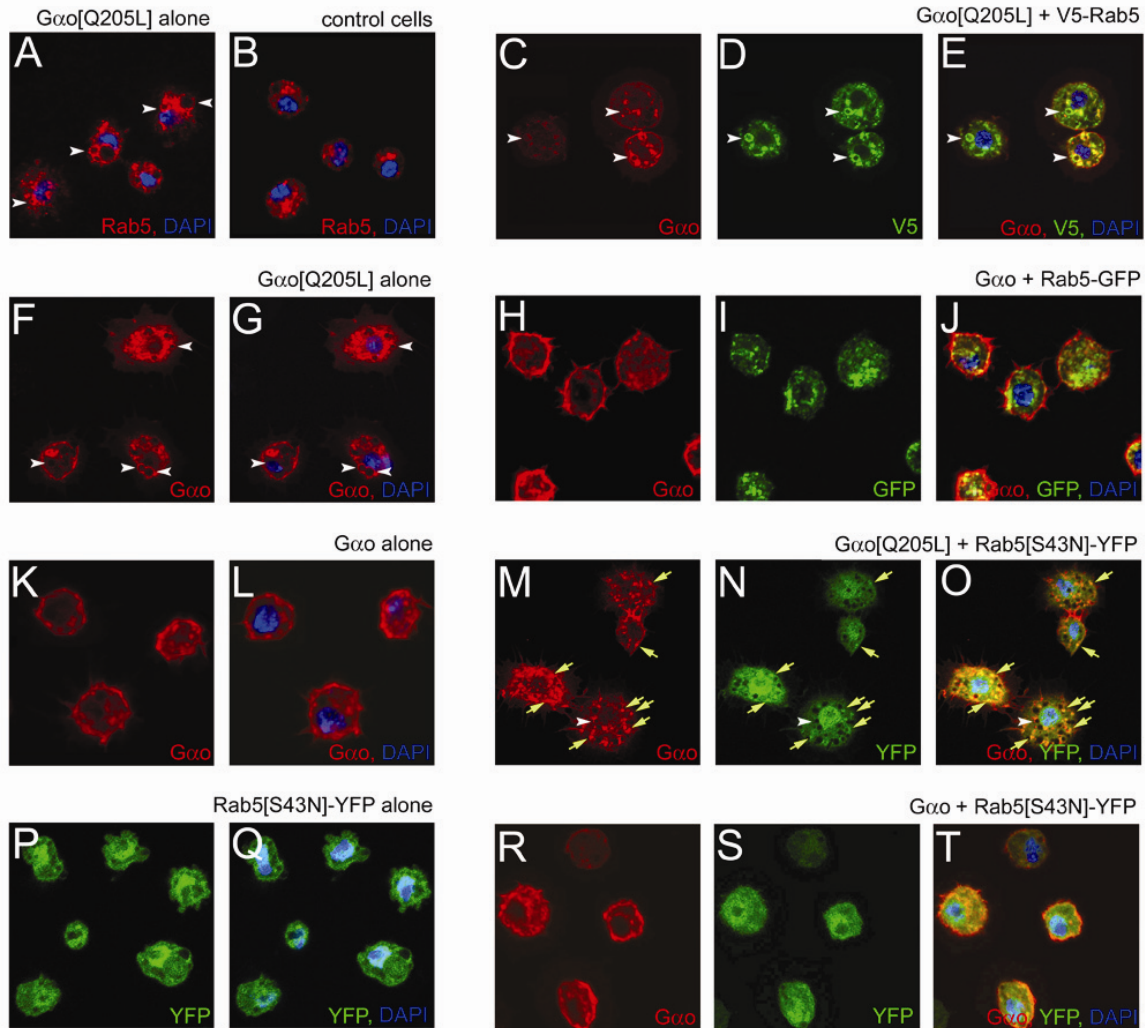 Gαo[Q205L] alone
control cells
Gαo[Q205L] + V5-Rab5
A
B
C
D
E
Rab5, DAPI
Rab5, DAPI
Gαo
V5
Gαo, V5, DAPI
Gαo[Q205L] alone
Gαo + Rab5-GFP
F
G
H
I
J
Gαo
Gαo, DAPI
Gαo
GFP
Gαo, GFP, DAPI
Gαo alone
Gαo[Q205L] + Rab5[S43N]-YFP
K
L
M
N
O
Gαo
Gαo, DAPI
Gαo
YFP
Gαo, YFP, DAPI
Rab5[S43N]-YFP alone
Gαo + Rab5[S43N]-YFP
P
Q
R
S
T
YFP
YFP, DAPI
Gαo
YFP
Gαo, YFP, DAPI